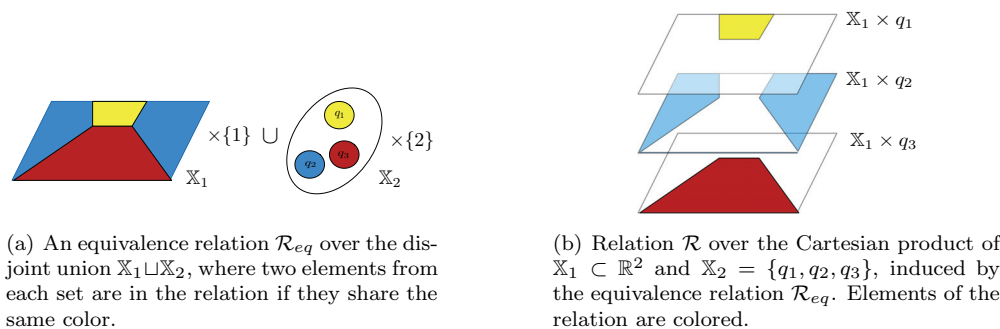 q₁
q₂
q₃
×{1} ∪
×{2}
𝕏₁
𝕏₂
𝕏₁ × q₁
𝕏₁ × q₂
𝕏₁ × q₃
(a) An equivalence relation ℛ_eq over the dis-
joint union 𝕏₁⊔𝕏₂, where two elements from
each set are in the relation if they share the
same color.
(b) Relation ℛ over the Cartesian product of
𝕏₁ ⊂ ℝ² and 𝕏₂ = {q₁, q₂, q₃}, induced by
the equivalence relation ℛ_eq. Elements of the
relation are colored.